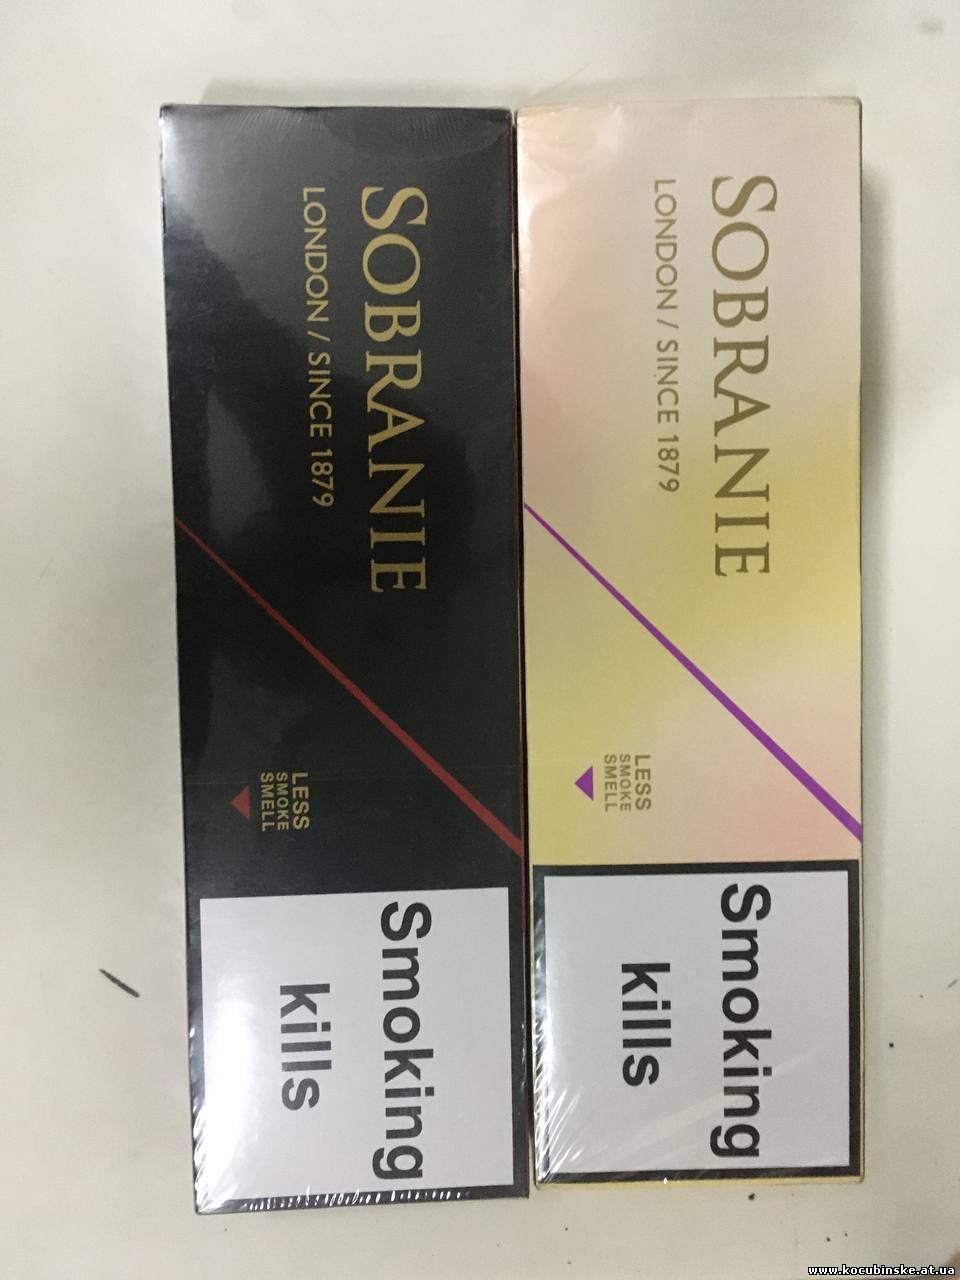 SOBRANIE
LONDON / SINCE 1879
LESS
SMOKE
SMELL
Smoking
kills
SOBRANIE
LONDON / SINCE 1879
LESS
SMOKE
SMELL
Smoking
kills
www.kocubinske.at.ua